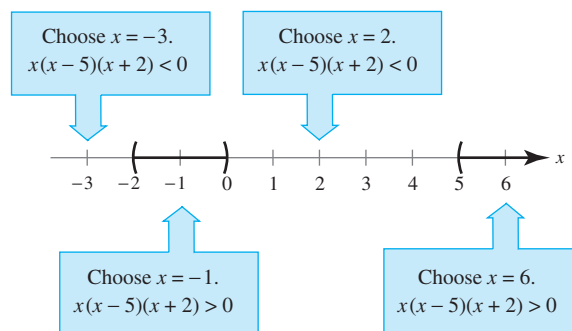 Choose x = −3.
x(x − 5)(x + 2) < 0
Choose x = 2.
x(x − 5)(x + 2) < 0
x
−3 −2 −1 0 1 2 3 4 5 6
Choose x = −1.
x(x − 5)(x + 2) > 0
Choose x = 6.
x(x − 5)(x + 2) > 0